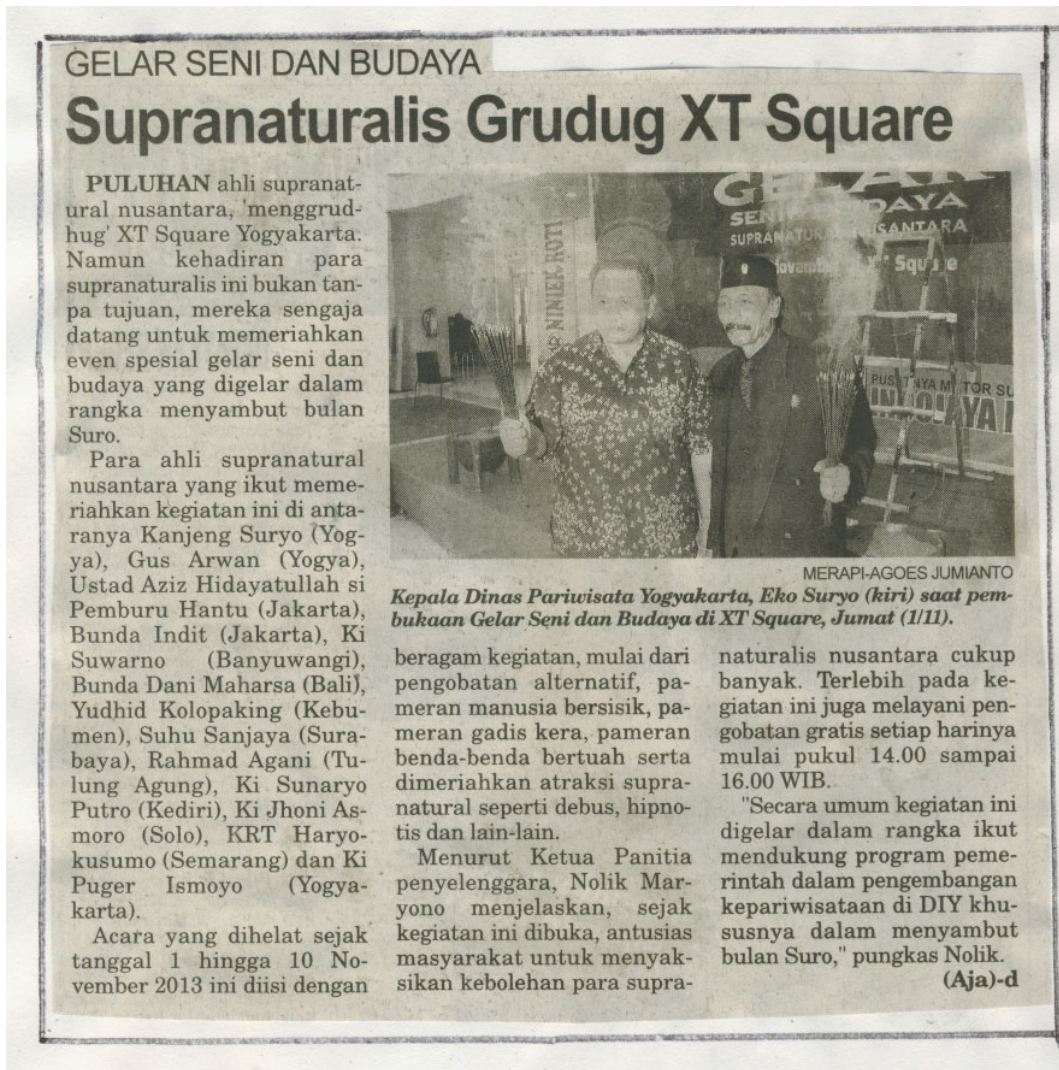 GELAR SENI DAN BUDAYA
Supranaturalis Grudug XT Square
PULUHAN ahli supranat-
ural nusantara, 'menggrud-
hug' XT Square Yogyakarta.
Namun kehadiran para
supranaturalis ini bukan tan-
pa tujuan, mereka sengaja
datang untuk memeriahkan
even spesial gelar seni dan
budaya yang digelar dalam
rangka menyambut bulan
Suro.
Para ahli supranatural
nusantara yang ikut meme-
riahkan kegiatan ini di anta-
ranya Kanjeng Suryo (Yog-
ya), Gus Arwan (Yogya),
Ustad Aziz Hidayatullah si
Pemburu Hantu (Jakarta),
Bunda Indit (Jakarta), Ki
Suwarno (Banyuwangi),
Bunda Dani Maharsa (Bali),
Yudhid Kolopaking (Kebu-
men), Suhu Sanjaya (Sura-
baya), Rahmad Agani (Tu-
lung Agung), Ki Sunaryo
Putro (Kediri), Ki Jhoni As-
moro (Solo), KRT Haryo-
kusumo (Semarang) dan Ki
Puger Ismoyo (Yogya-
karta).
Acara yang dihelat sejak
tanggal 1 hingga 10 No-
vember 2013 ini diisi dengan
GELAR
SENI DAYA
SUPRANATUR NUSANTARA
ovemb XT Square
NINIEK ROTI
PUSATNYA M TOR SU
JAYA
MERAPI-AGOES JUMIANTO
Kepala Dinas Pariwisata Yogyakarta, Eko Suryo (kiri) saat pem-
bukaan Gelar Seni dan Budaya di XT Square, Jumat (1/11).
beragam kegiatan, mulai dari
pengobatan alternatif, pa-
meran manusia bersisik, pa-
meran gadis kera, pameran
benda-benda bertuah serta
dimeriahkan atraksi supra-
natural seperti debus, hipno-
tis dan lain-lain.
Menurut Ketua Panitia
penyelenggara, Nolik Mar-
yono menjelaskan, sejak
kegiatan ini dibuka, antusias
masyarakat untuk menyak-
sikan kebolehan para supra-
naturalis nusantara cukup
banyak. Terlebih pada ke-
giatan ini juga melayani pen-
gobatan gratis setiap harinya
mulai pukul 14.00 sampai
16.00 WIB.
"Secara umum kegiatan ini
digelar dalam rangka ikut
mendukung program peme-
rintah dalam pengembangan
kepariwisataan di DIY khu-
susnya dalam menyambut
bulan Suro," pungkas Nolik.
(Aja)-d